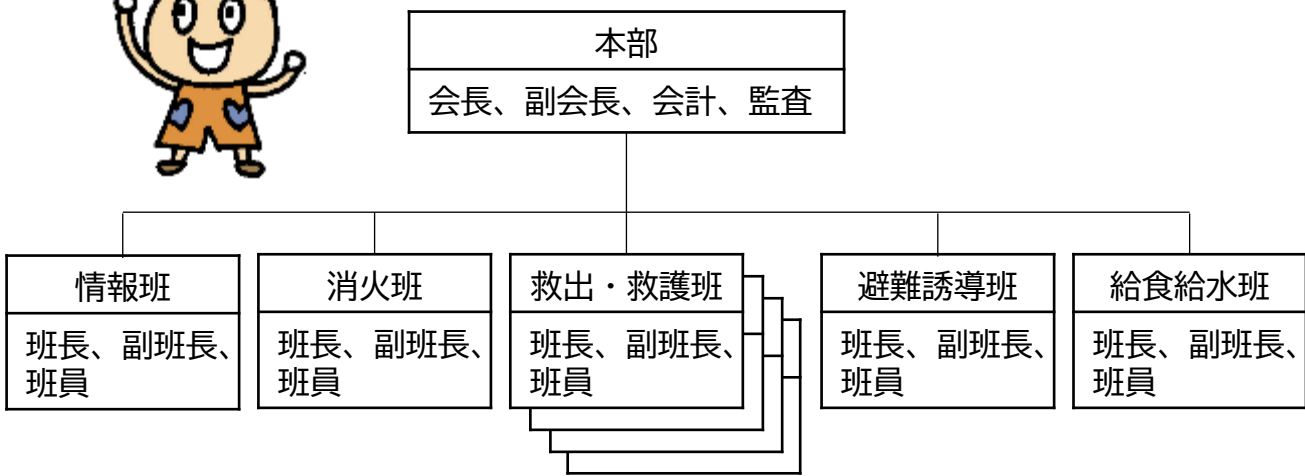 本部
会長、副会長、会計、監査
情報班
班長、副班長、
班員
消火班
班長、副班長、
班員
救出・救護班
班長、副班長、
班員
避難誘導班
班長、副班長、
班員
給食給水班
班長、副班長、
班員